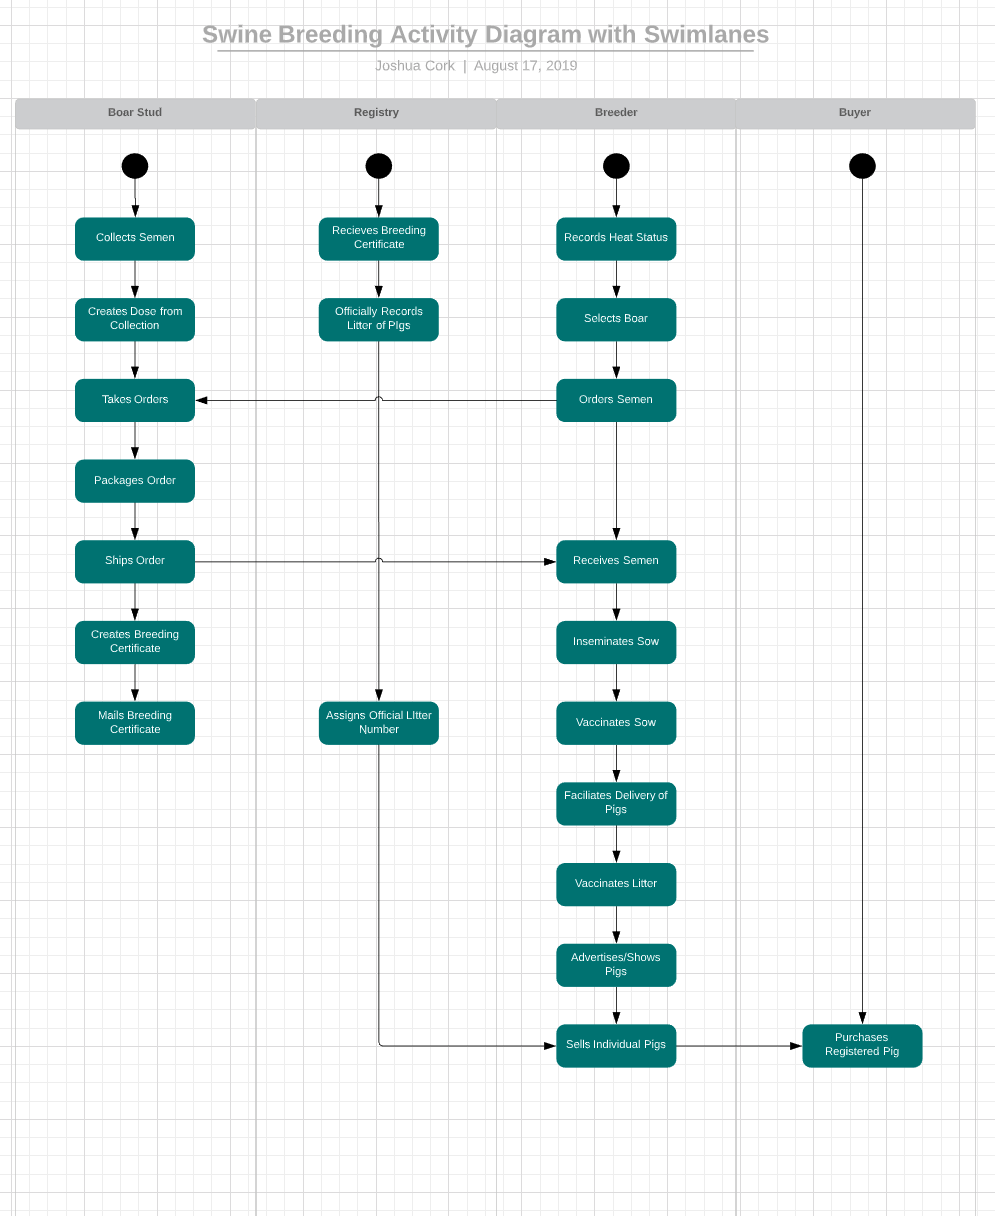 Swine Breeding Activity Diagram with Swimlanes
Joshua Cork | August 17, 2019
Boar Stud
Registry
Breeder
Buyer
Collects Semen
Creates Dose from
Collection
Takes Orders
Packages Order
Ships Order
Creates Breeding
Certificate
Mails Breeding
Certificate
Recieves Breeding
Certificate
Officially Records
Litter of PIgs
Assigns Official LItter
Number
Records Heat Status
Selects Boar
Orders Semen
Receives Semen
Inseminates Sow
Vaccinates Sow
Faciliates Delivery of
Pigs
Vaccinates Litter
Advertises/Shows
Pigs
Sells Individual Pigs
Purchases
Registered Pig